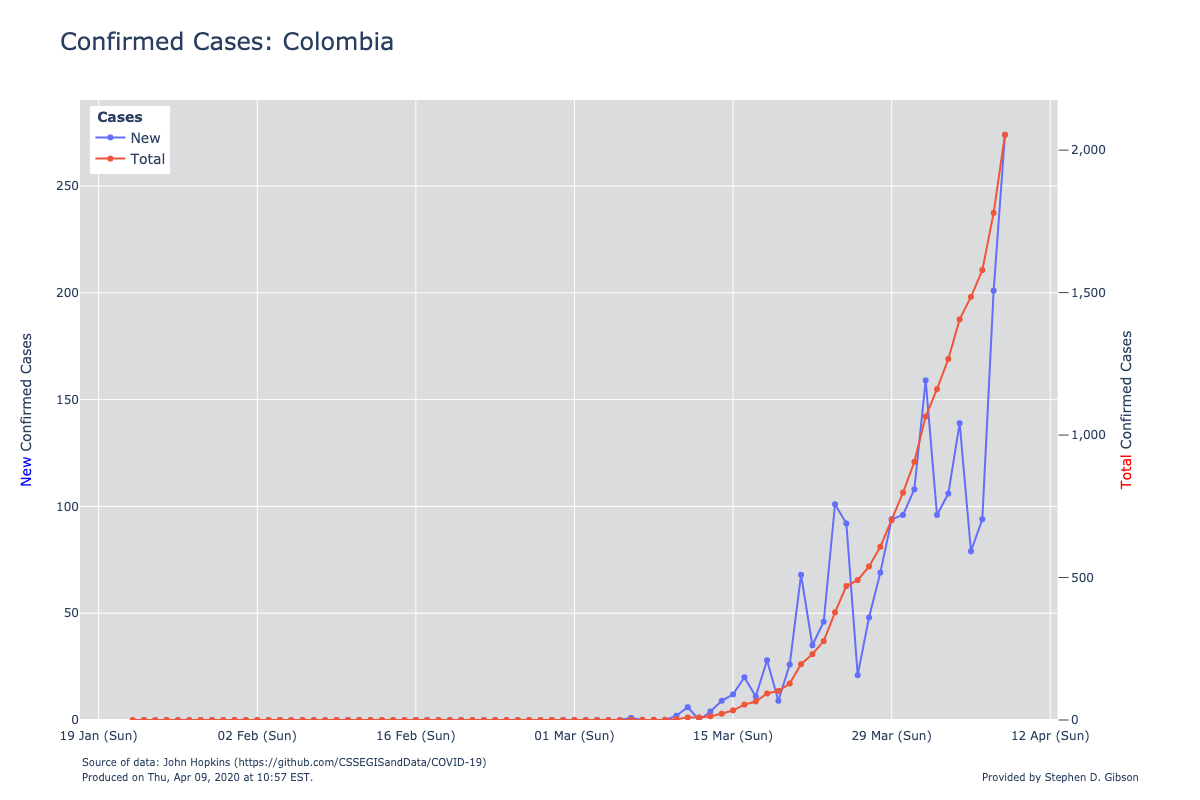 Confirmed Cases: Colombia
Cases
New
Total
250
200
150
100
50
0
2,000
1,500
1,000
500
0
New Confirmed Cases
Total Confirmed Cases
19 Jan (Sun) 02 Feb (Sun) 16 Feb (Sun) 01 Mar (Sun) 15 Mar (Sun) 29 Mar (Sun) 12 Apr (Sun)
Source of data: John Hopkins (https://github.com/CSSEGISandData/COVID-19)
Produced on Thu, Apr 09, 2020 at 10:57 EST.
Provided by Stephen D. Gibson